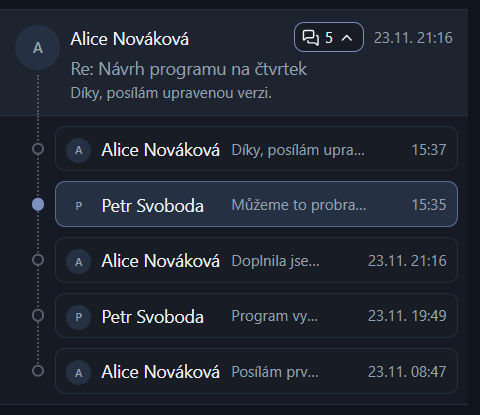 A Alice Nováková 5 23.11. 21:16
Re: Návrh programu na čtvrtek
Díky, posílám upravenou verzi.
A Alice Nováková Díky, posílám upra... 15:37
P Petr Svoboda Můžeme to probra... 15:35
A Alice Nováková Doplnila jse... 23.11. 21:16
P Petr Svoboda Program vy... 23.11. 19:49
A Alice Nováková Posílám prv... 23.11. 08:47